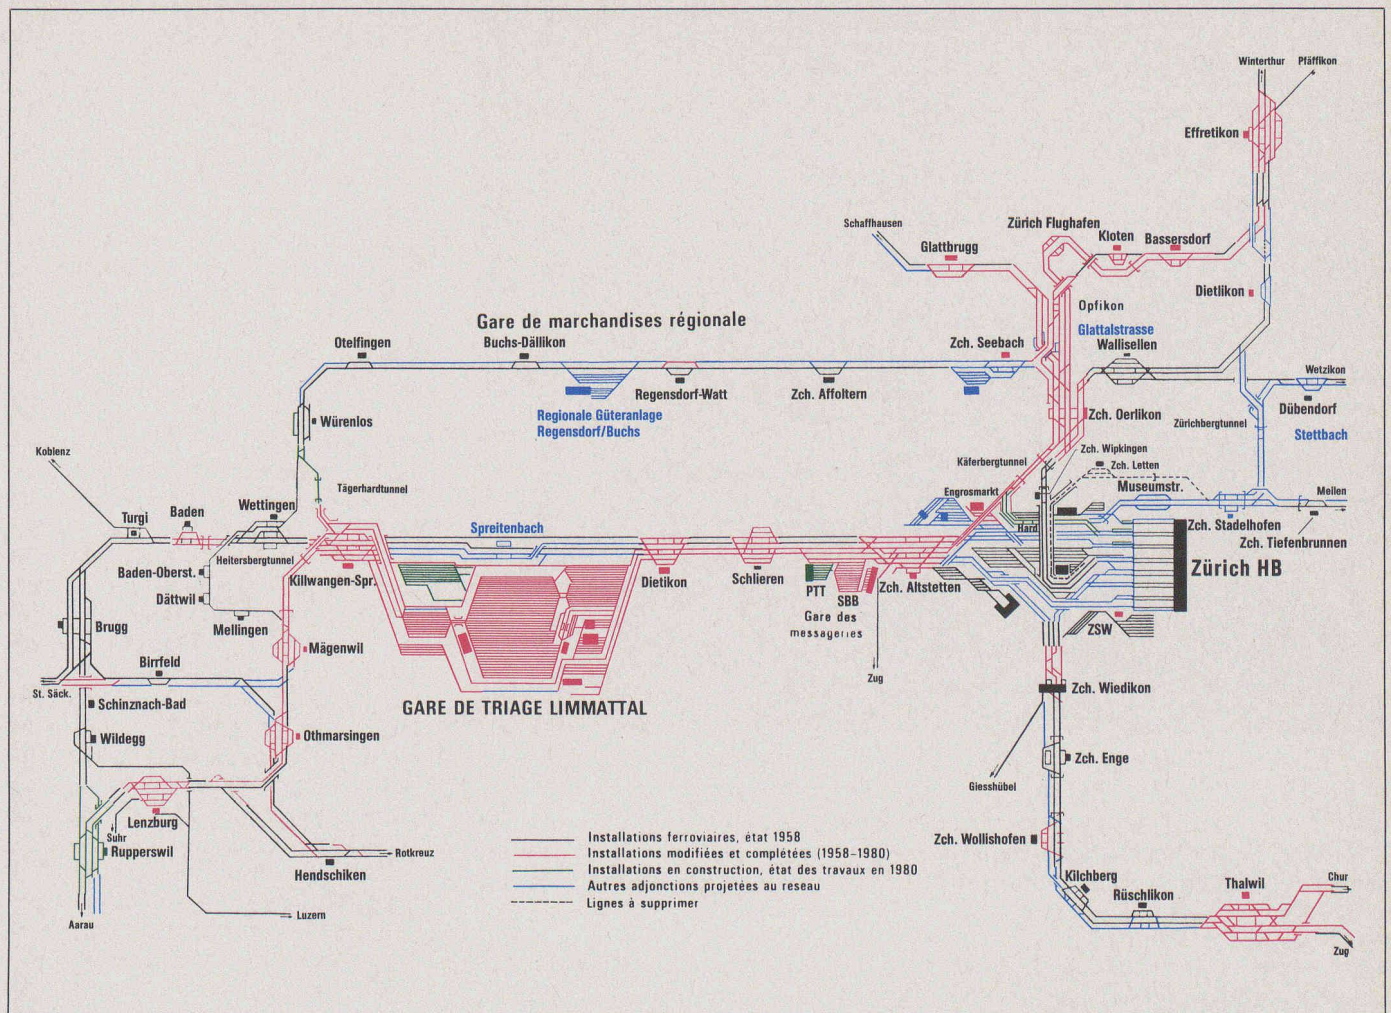 Winterthur
Pfäffikon
Effretikon
Schaffhausen
Zürich Flughafen
Glattbrugg
Kloten
Bassersdorf
Dietlikon
Opfikon
Gare de marchandises régionale
Glattalstrasse
Otelfingen
Buchs-Dällikon
Zch. Seebach
Wallisellen
Wetzikon
Regensdorf-Watt
Zch. Affoltern
Dübendorf
Würenlos
Regionale Güteranlage
Regensdorf/Buchs
Zch. Oerlikon
Zürichbergtunnel
Stettbach
Koblenz
Zch. Wipkingen
Käferbergtunnel
Zch. Letten
Tägerhardtunnel
Museumstr.
Engrosmarkt
Meilen
Turgi
Baden
Wettingen
Spreitenbach
Hard
Zch. Stadelhofen
Zch. Tiefenbrunnen
Heitersbergtunnel
Baden-Oberst.
Killwangen-Spr.
Dietikon
Schlieren
Zch. Altstetten
Zürich HB
Dättwil
PTT
SBB
Gare des
messageries
Mellingen
Brugg
ZSW
Mägenwil
Birrfeld
Zug
St. Säck.
Zch. Wiedikon
Schinznach-Bad
GARE DE TRIAGE LIMMATTAL
Wildegg
Othmarsingen
Zch. Enge
Giesshübel
Lenzburg
Suhr
Rupperswil
Rotkreuz
Hendschiken
Zch. Wollishofen
Installations ferroviaires, état 1958
Installations modifiées et complétées (1958–1980)
Installations en construction, état des travaux en 1980
Autres adjonctions projetées au reseau
Lignes à supprimer
Kilchberg
Rüschlikon
Thalwil
Chur
Luzern
Aarau
Zug